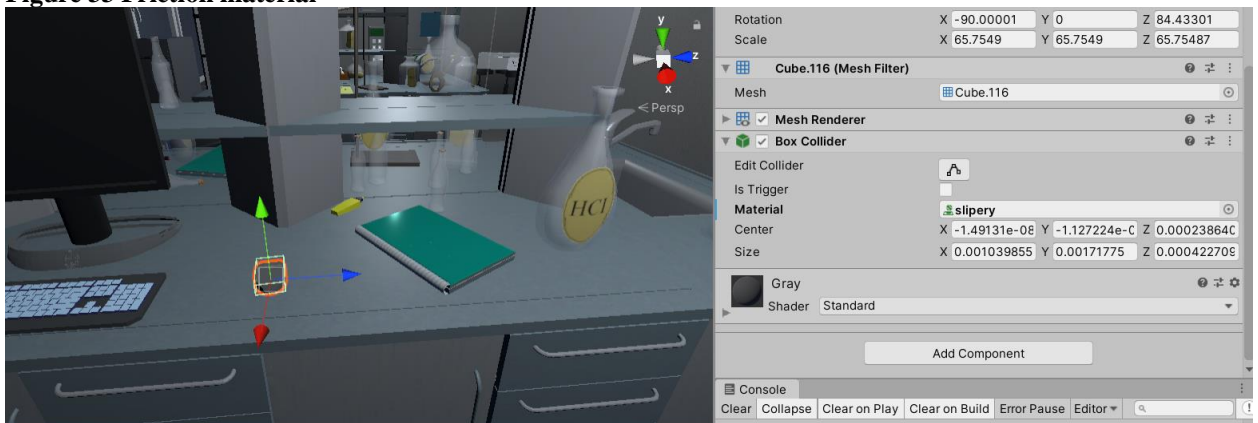 Figure 35 Friction material
y
z
x
Persp
HCl
Rotation X -90.00001 Y 0 Z 84.43301
Scale X 65.7549 Y 65.7549 Z 65.75487
Cube.116 (Mesh Filter)
Mesh Cube.116
Mesh Renderer
Box Collider
Edit Collider
Is Trigger
Material slipery
Center X -1.49131e-08 Y -1.127224e-0 Z 0.00023864
Size X 0.001039855 Y 0.00171775 Z 0.000422709
Gray
Shader Standard
Add Component
Console
Clear Collapse Clear on Play Clear on Build Error Pause Editor